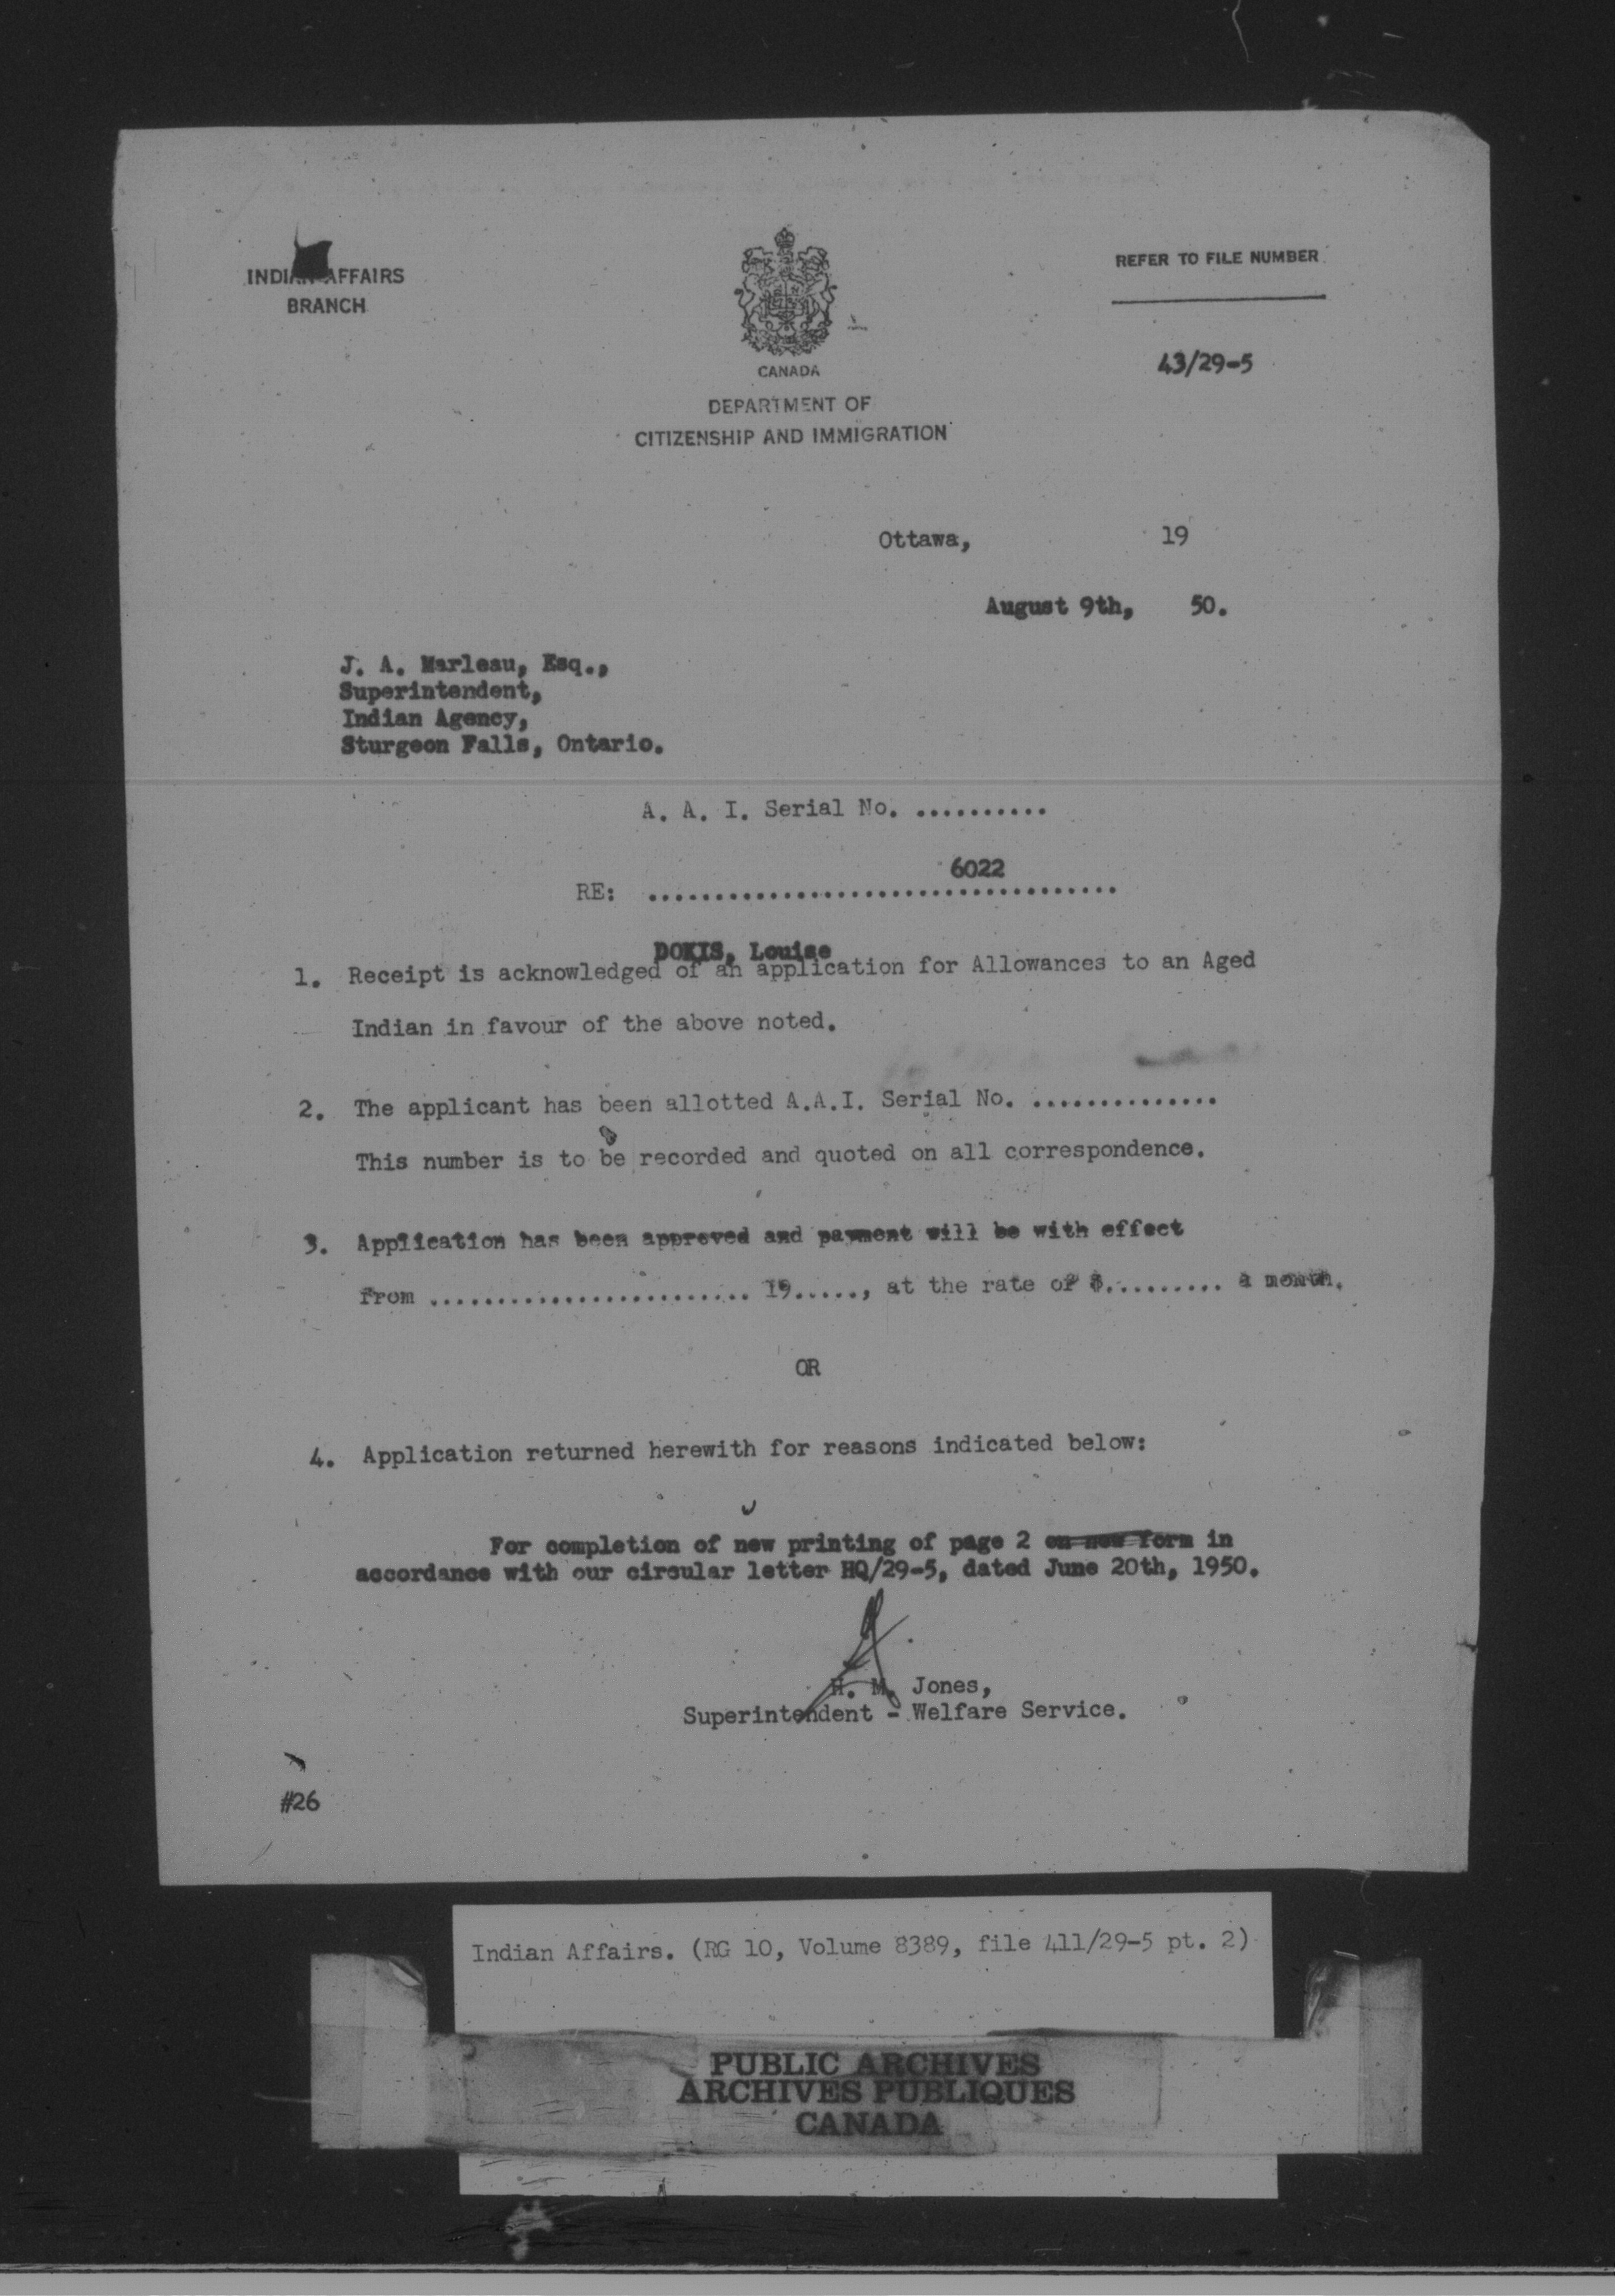 INDIAN AFFAIRS
BRANCH
CANADA
DEPARTMENT OF
CITIZENSHIP AND IMMIGRATION
REFER TO FILE NUMBER
43/29-5
Ottawa, 19
August 9th, 50.
J. A. Marleau, Esq.,
Superintendent,
Indian Agency,
Sturgeon Falls, Ontario.
A. A. I. Serial No. ..........
6022
RE: ...................................
DOKIS, Louise
1. Receipt is acknowledged of an application for Allowances to an Aged
Indian in favour of the above noted.
2. The applicant has been allotted A.A.I. Serial No. ..............
This number is to be recorded and quoted on all correspondence.
3. Application has been approved and payment will be with effect
from ........................ 19....., at the rate of $.......... a month.
OR
4. Application returned herewith for reasons indicated below:
For completion of new printing of page 2 on new form in
accordance with our circular letter HQ/29-5, dated June 20th, 1950.
H. M. Jones,
Superintendent - Welfare Service.
#26
Indian Affairs. (RG 10, Volume 8389, file 411/29-5 pt. 2)
PUBLIC ARCHIVES
ARCHIVES PUBLIQUES
CANADA